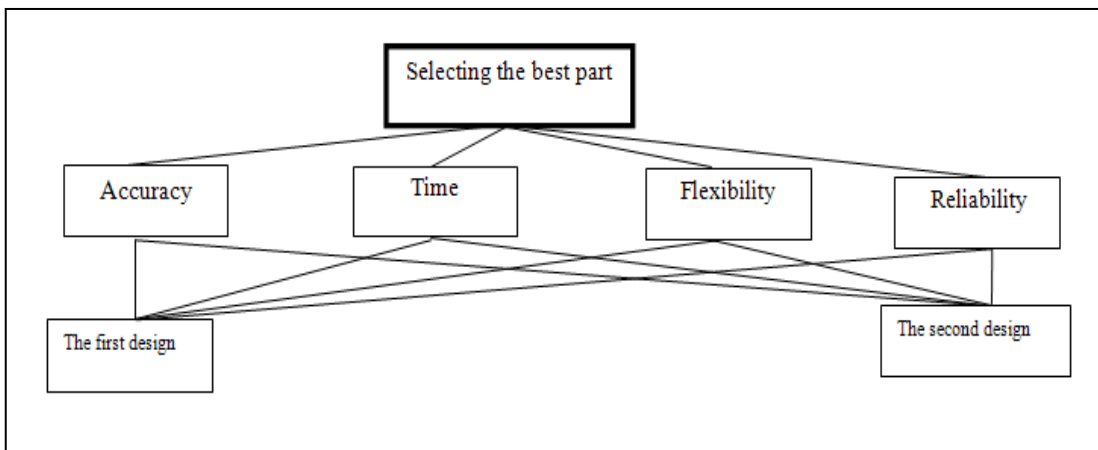 Selecting the best part
Accuracy
Time
Flexibility
Reliability
The first design
The second design